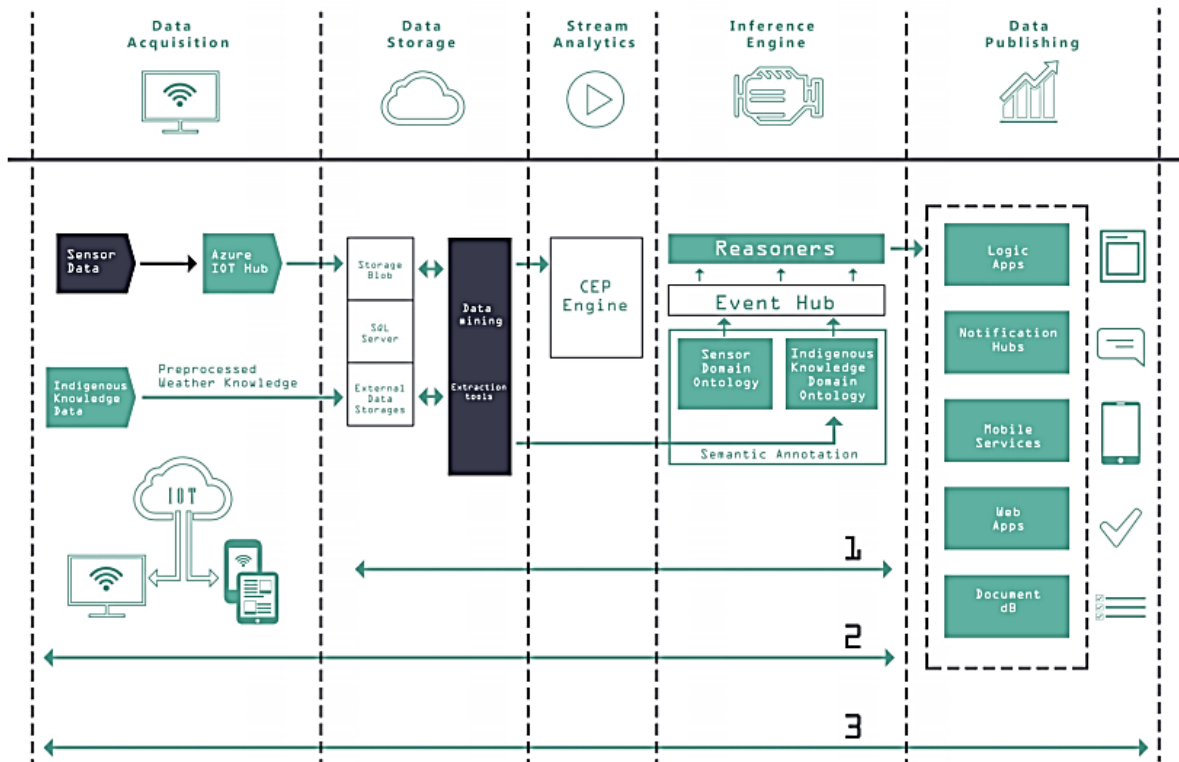 Data
Acquisition
Data
Storage
Stream
Analytics
Inference
Engine
Data
Publishing
Sensor
Data
Azure
IOT Hub
Storage
Blob
SQL
Server
External
Data
Storages
Data
mining
Extraction
tools
CEP
Engine
Reasoners
Event Hub
Sensor
Domain
Ontology
Indigenous
Knowledge
Domain
Ontology
Semantic Annotation
Logic
Apps
Notification
Hubs
Mobile
Services
Web
Apps
Document
dB
Indigenous
Knowledge
Data
Preprocessed
Weather Knowledge
IOT
1
2
3